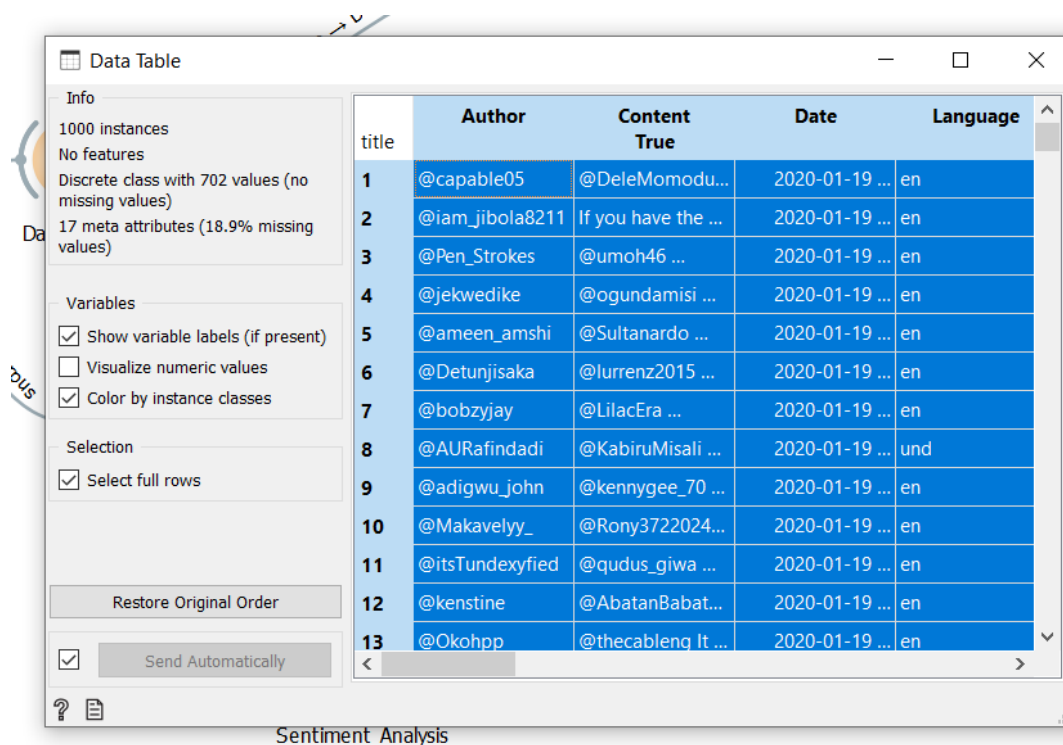 Data Table
Info
1000 instances
No features
Discrete class with 702 values (no
missing values)
17 meta attributes (18.9% missing
values)
Variables
Show variable labels (if present)
Visualize numeric values
Color by instance classes
Selection
Select full rows
Restore Original Order
Send Automatically
title Author Content Date Language
True
1 @capable05 @DeleMomodu... 2020-01-19 ... en
2 @iam_jibola8211 If you have the ... 2020-01-19 ... en
3 @Pen_Strokes @umoh46 ... 2020-01-19 ... en
4 @jekwedike @ogundamisi ... 2020-01-19 ... en
5 @ameen_amshi @Sultanardo ... 2020-01-19 ... en
6 @Detunjisaka @lurrenz2015 ... 2020-01-19 ... en
7 @bobzyjay @LilacEra ... 2020-01-19 ... en
8 @AURafindadi @KabiruMisali ... 2020-01-19 ... und
9 @adigwu_john @kennygee_70 ... 2020-01-19 ... en
10 @Makavelyy_ @Rony3722024... 2020-01-19 ... en
11 @itsTundexyfied @qudus_giwa ... 2020-01-19 ... en
12 @kenstine @AbatanBabat... 2020-01-19 ... en
13 @Okohpp @thecableng It ... 2020-01-19 ... en
Da
pus
Sentiment Analysis